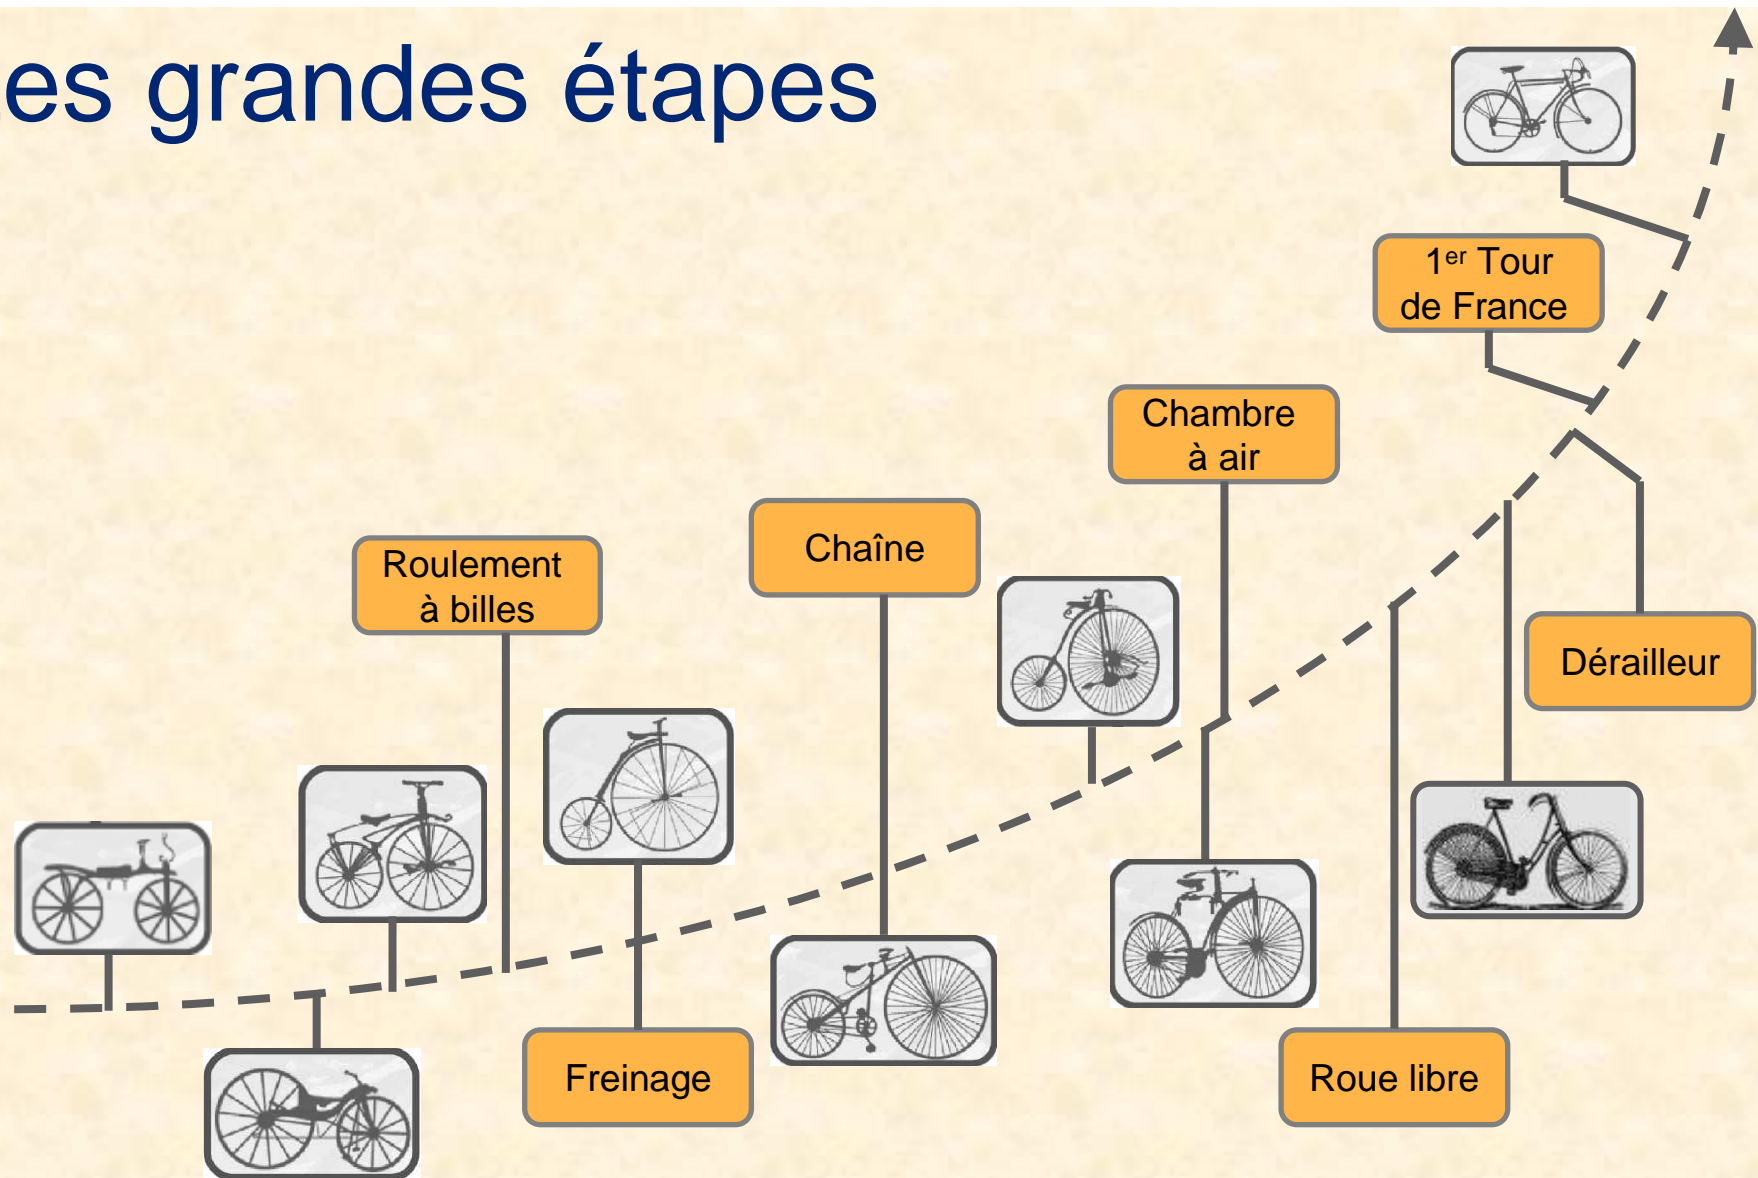 es grandes étapes
1er Tour
de France
Chambre
à air
Chaîne
Roulement
à billes
Dérailleur
Freinage
Roue libre